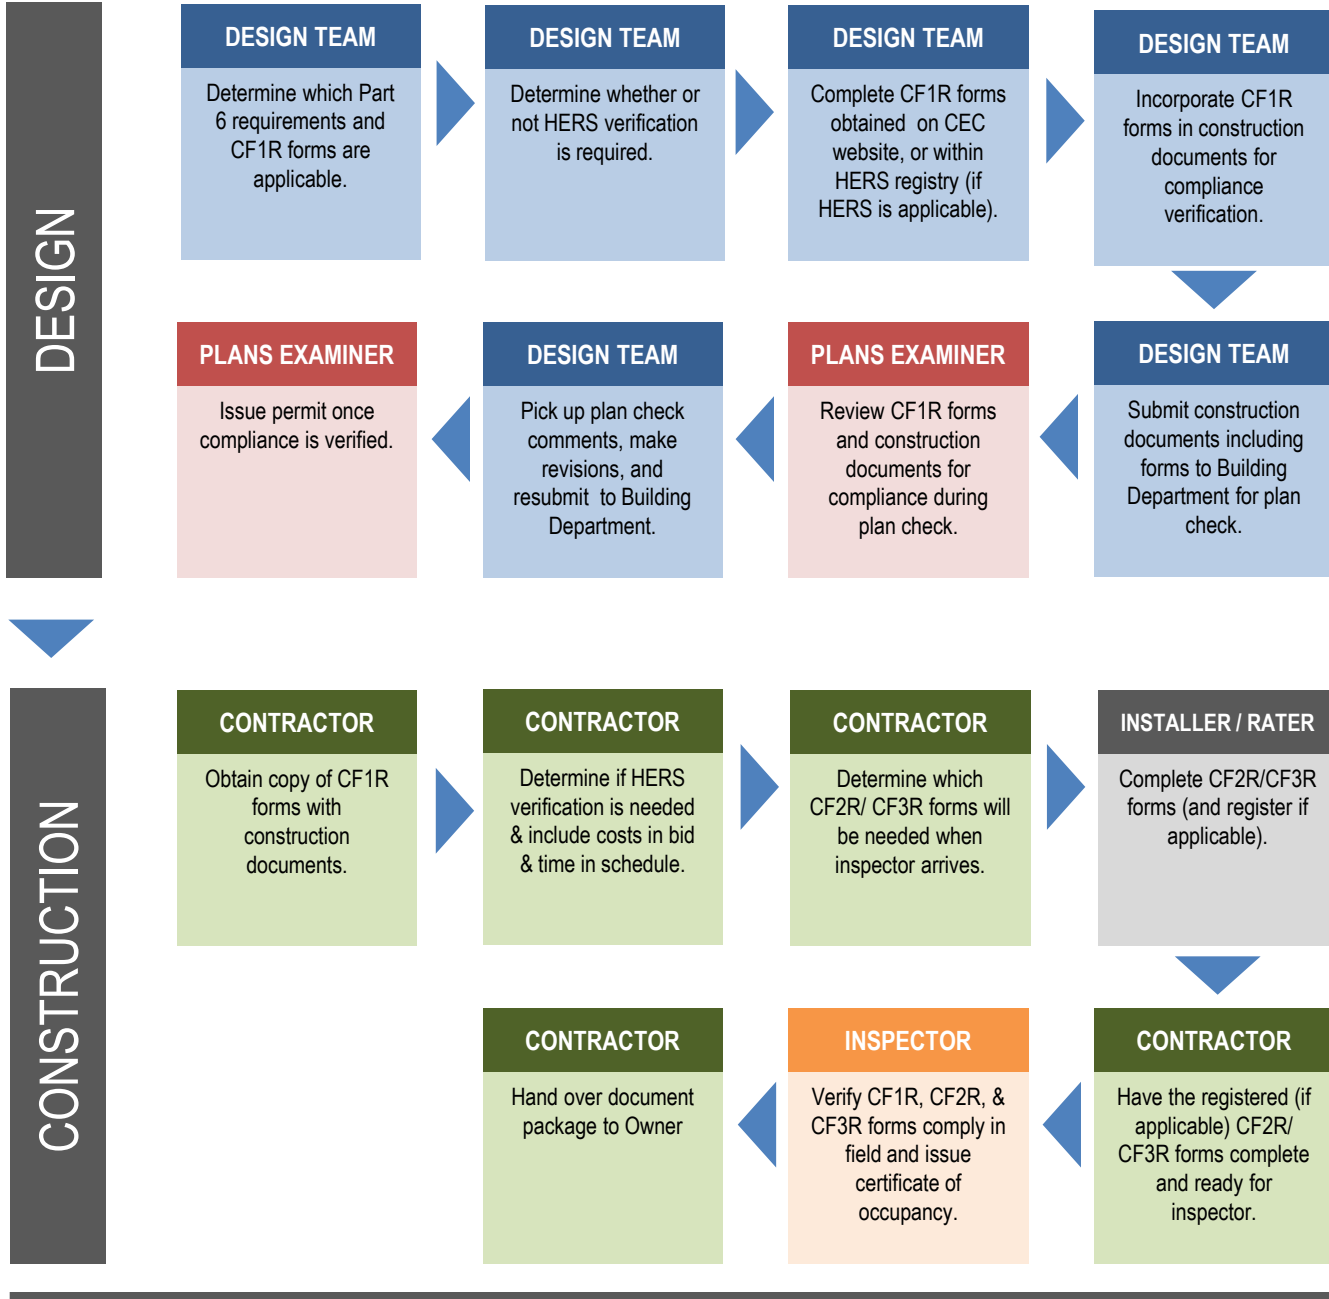 DESIGN
DESIGN TEAM
Determine which Part
6 requirements and
CF1R forms are
applicable.
DESIGN TEAM
Determine whether or
not HERS verification
is required.
DESIGN TEAM
Complete CF1R forms
obtained on CEC
website, or within
HERS registry (if
HERS is applicable).
DESIGN TEAM
Incorporate CF1R
forms in construction
documents for
compliance
verification.
DESIGN TEAM
Submit construction
documents including
forms to Building
Department for plan
check.
PLANS EXAMINER
Review CF1R forms
and construction
documents for
compliance during
plan check.
DESIGN TEAM
Pick up plan check
comments, make
revisions, and
resubmit to Building
Department.
PLANS EXAMINER
Issue permit once
compliance is verified.
CONSTRUCTION
CONTRACTOR
Obtain copy of CF1R
forms with
construction
documents.
CONTRACTOR
Determine if HERS
verification is needed
& include costs in bid
& time in schedule.
CONTRACTOR
Determine which
CF2R/ CF3R forms will
be needed when
inspector arrives.
INSTALLER / RATER
Complete CF2R/CF3R
forms (and register if
applicable).
CONTRACTOR
Have the registered (if
applicable) CF2R/
CF3R forms complete
and ready for
inspector.
INSPECTOR
Verify CF1R, CF2R, &
CF3R forms comply in
field and issue
certificate of
occupancy.
CONTRACTOR
Hand over document
package to Owner